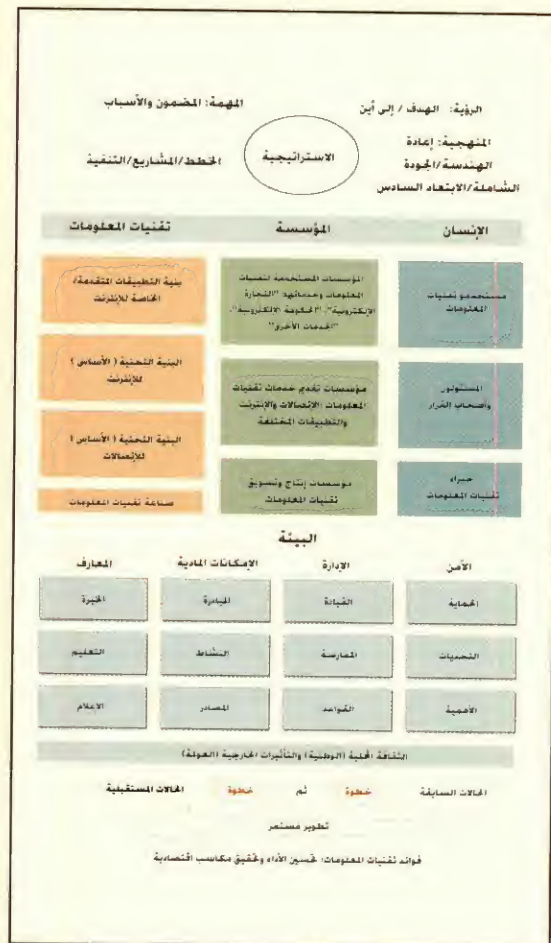 الرؤية: الهدف / إلى أين
المهمة: المضمون والأسباب
المنهجية: إعادة
الهندسة/الجودة
الشاملة/الابتعاد السادس
الاستراتيجية
الخطط/المشاريع/التنفية
الإنسان
المؤسسة
تقنيات المعلومات
مستخدمو تقنيات
المعلومات
المؤسسات المستخدمة لتقنيات
المعلومات وخدماتها "التجارة
الإلكترونية"، "الحكومة الإلكترونية"،
"الخدمات الأخرى"
بنية التطبيقات المتقدمة/
الخاصة للإنترنت
المسئولون
وأصحاب القرار
مؤسسات تقدم خدمات تقنيات
المعلومات الإتصالات والإنترنت
والتطبيقات المختلفة
البنية التحتية ( الأساس )
للإنترنت
البنية التحتية ( الأساس )
للإتصالات
خبراء
تقنيات المعلومات
مؤسسات إنتاج وتسويق
تقنيات المعلومات
صناعة تقنيات المعلومات
البيئة
الأمن
الإدارة
الإمكانات المادية
المعارف
الحماية
القيادة
المبادرة
الخبرة
التحديات
الممارسة
النشاط
التعليم
الأهمية
القواعد
المصادر
الإعلام
الثقافة المحلية (الوطنية) والتأثيرات الخارجية (العولمة)
الحالات السابقة خطوة ثم خطوة الحالات المستقبلية
تطوير مستمر
فوائد تقنيات المعلومات: تحسين الأداء وتحقيق مكاسب اقتصادية